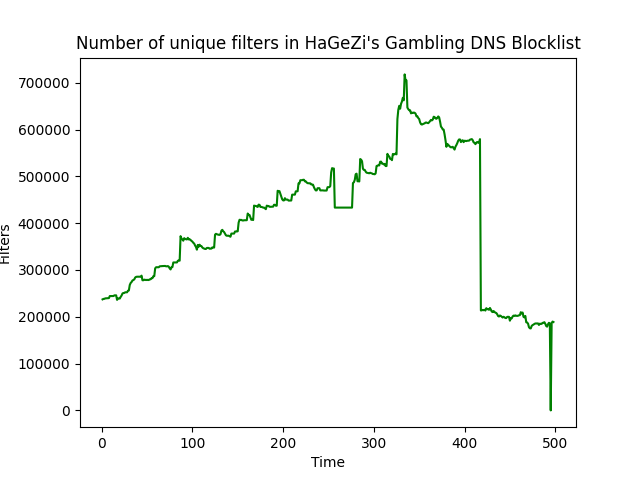 Number of unique filters in HaGeZi's Gambling DNS Blocklist
700000
600000
500000
400000
300000
200000
100000
0
Filters
0 100 200 300 400 500
Time